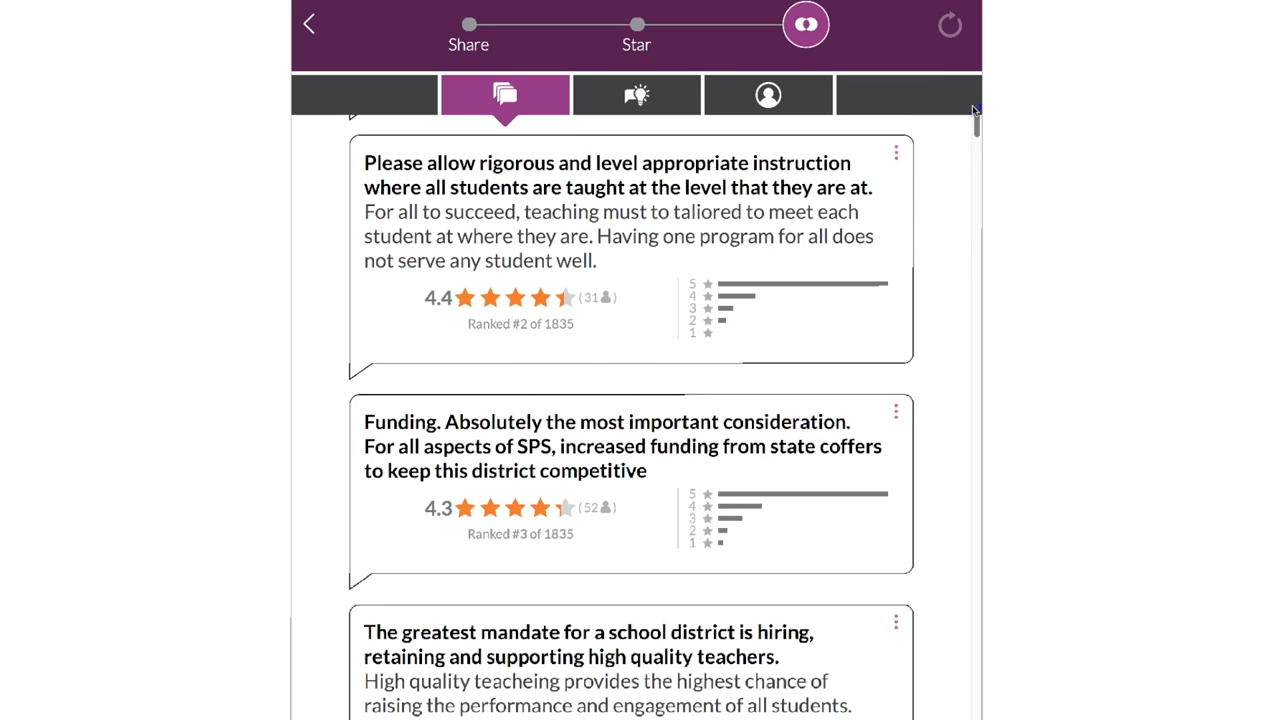 Share
Star
Please allow rigorous and level appropriate instruction
where all students are taught at the level that they are at.
For all to succeed, teaching must to taliored to meet each
student at where they are. Having one program for all does
not serve any student well.
4.4 (31)
Ranked #2 of 1835
5
4
3
2
1
Funding. Absolutely the most important consideration.
For all aspects of SPS, increased funding from state coffers
to keep this district competitive
4.3 (52)
Ranked #3 of 1835
5
4
3
2
1
The greatest mandate for a school district is hiring,
retaining and supporting high quality teachers.
High quality teacheing provides the highest chance of
raising the performance and engagement of all students.